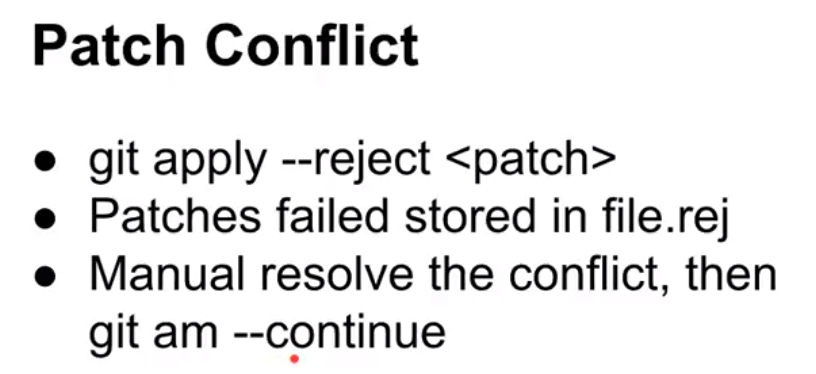 Patch Conflict
● git apply --reject <patch>
● Patches failed stored in file.rej
● Manual resolve the conflict, then
git am --continue